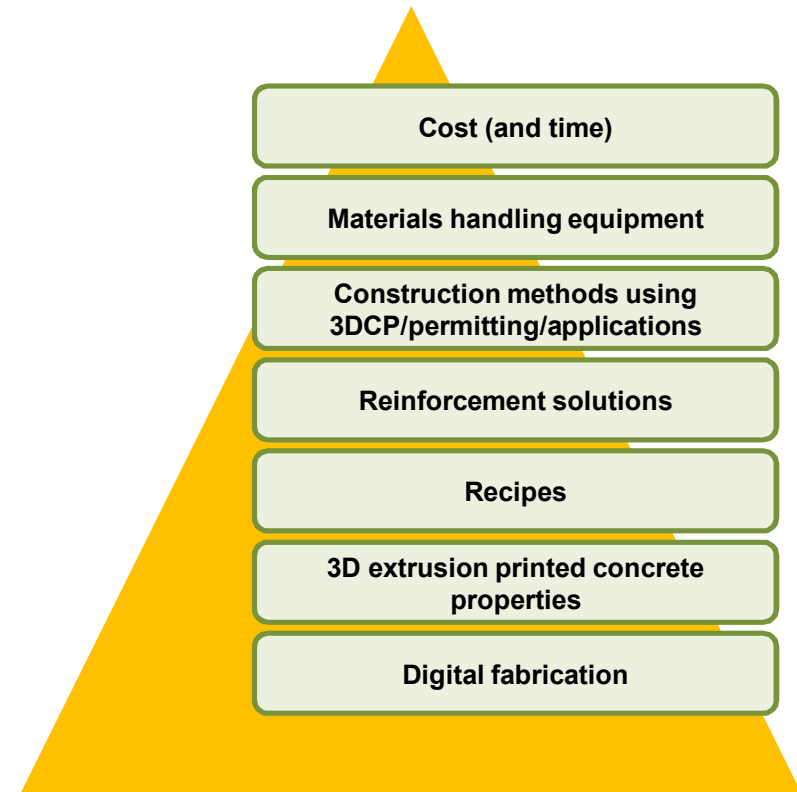 Cost (and time)
Materials handling equipment
Construction methods using
3DCP/permitting/applications
Reinforcement solutions
Recipes
3D extrusion printed concrete
properties
Digital fabrication